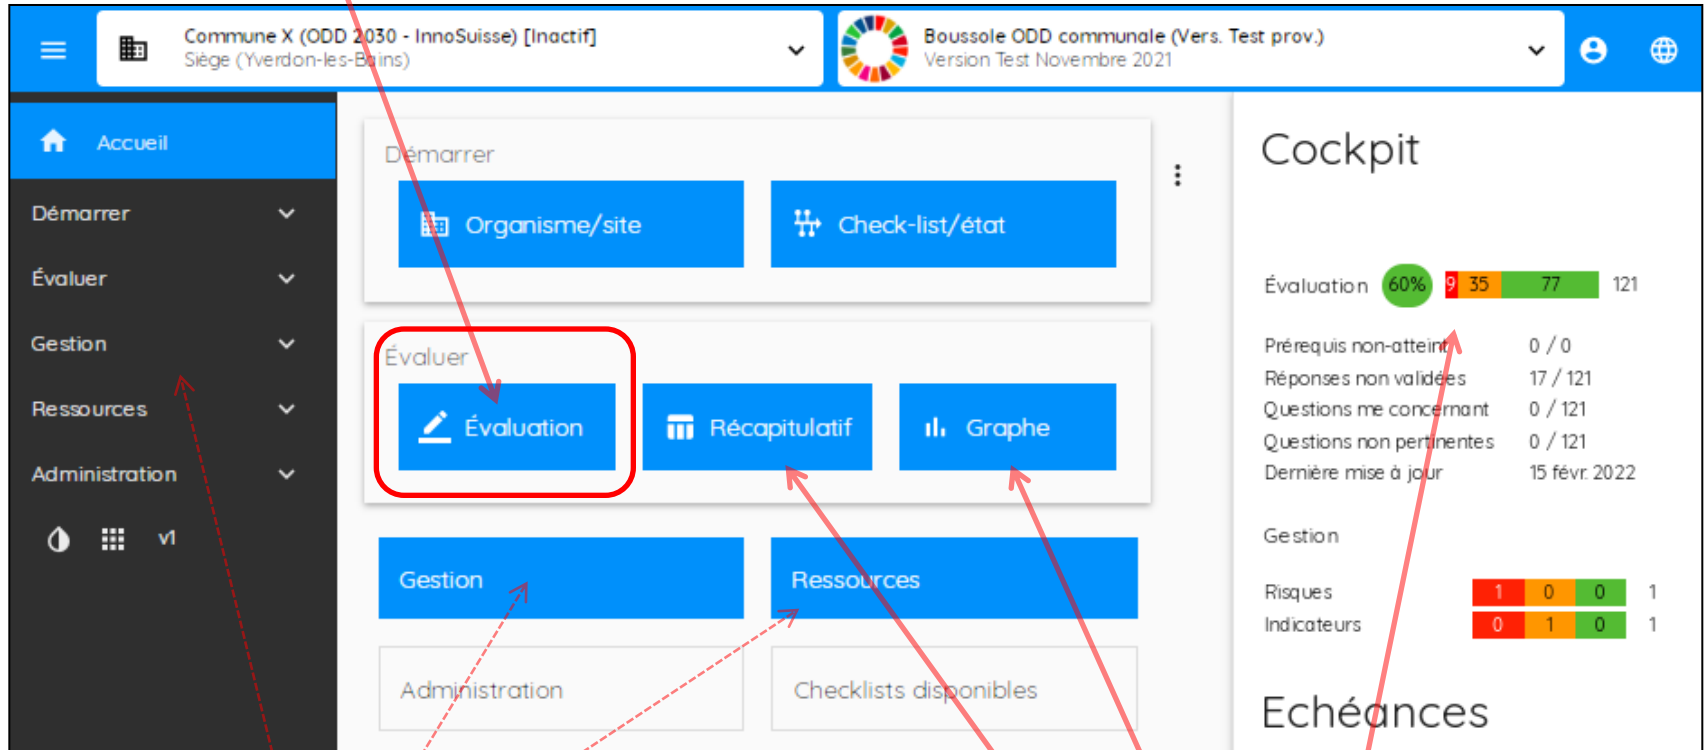 Commune X (ODD 2030 - InnoSuisse) [Inactif]
Siège (Yverdon-les-Bains)
Boussole ODD communale (Vers. Test prov.)
Version Test Novembre 2021
Accueil
Démarrer
Évaluer
Gestion
Ressources
Administration
v1
Démarrer
Organisme/site
Check-list/état
Évaluer
Évaluation
Récapitulatif
Graphe
Gestion
Ressources
Administration
Checklists disponibles
Cockpit
Évaluation 60% 9 35 77 121
Prérequis non-atteint 0 / 0
Réponses non validées 17 / 121
Questions me concernant 0 / 121
Questions non pertinentes 0 / 121
Dernière mise à jour 15 févr. 2022
Gestion
Risques 1 0 0 1
Indicateurs 0 1 0 1
Echéances